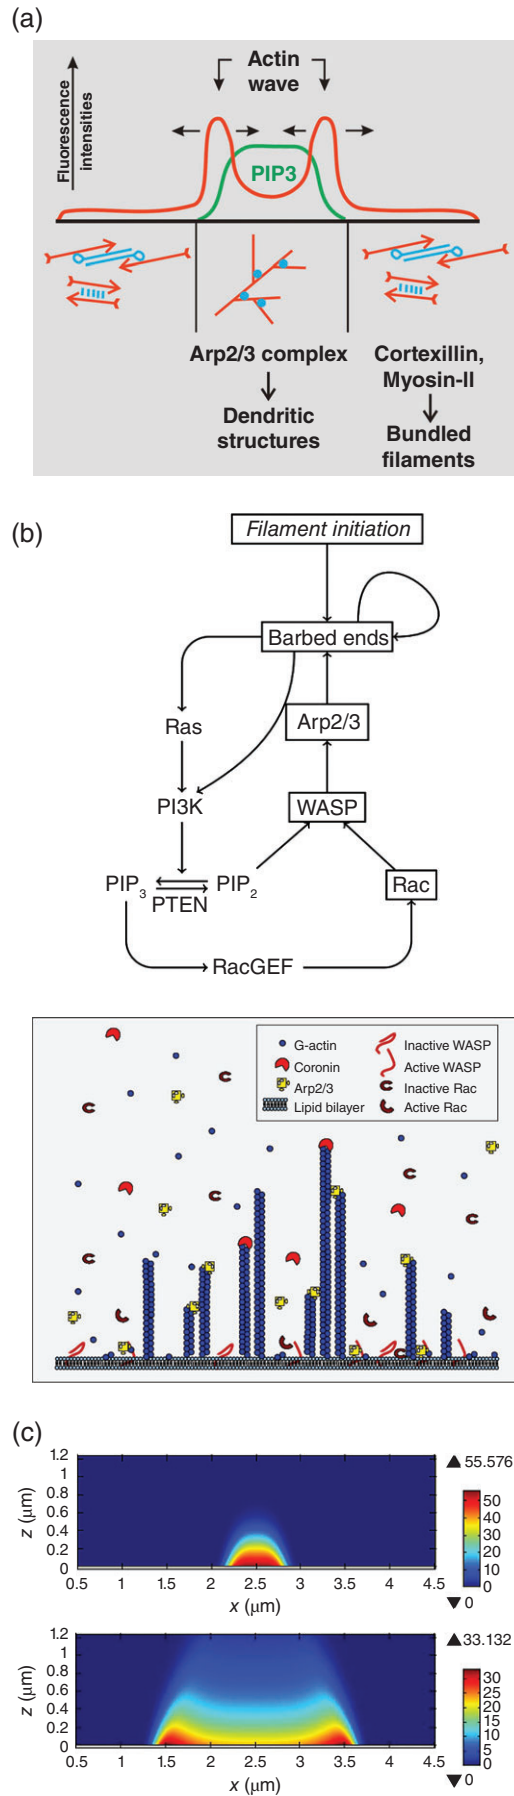 (a)
Actin
wave
Fluorescence
intensities
PIP3
Arp2/3 complex
Dendritic
structures
Cortexillin,
Myosin-II
Bundled
filaments
(b)
Filament initiation
Barbed ends
Ras
Arp2/3
PI3K
WASP
PIP3
PTEN
PIP2
Rac
RacGEF
G-actin
Coronin
Arp2/3
Lipid bilayer
Inactive WASP
Active WASP
Inactive Rac
Active Rac
(c)
1.2
1
0.8
0.6
0.4
0.2
0
z (μm)
0.5 1 1.5 2 2.5 3 3.5 4 4.5
x (μm)
▲ 55.576
50
40
30
20
10
0
▼ 0
1.2
1
0.8
0.6
0.4
0.2
0
z (μm)
0.5 1 1.5 2 2.5 3 3.5 4 4.5
x (μm)
▲ 33.132
30
25
20
15
10
5
0
▼ 0